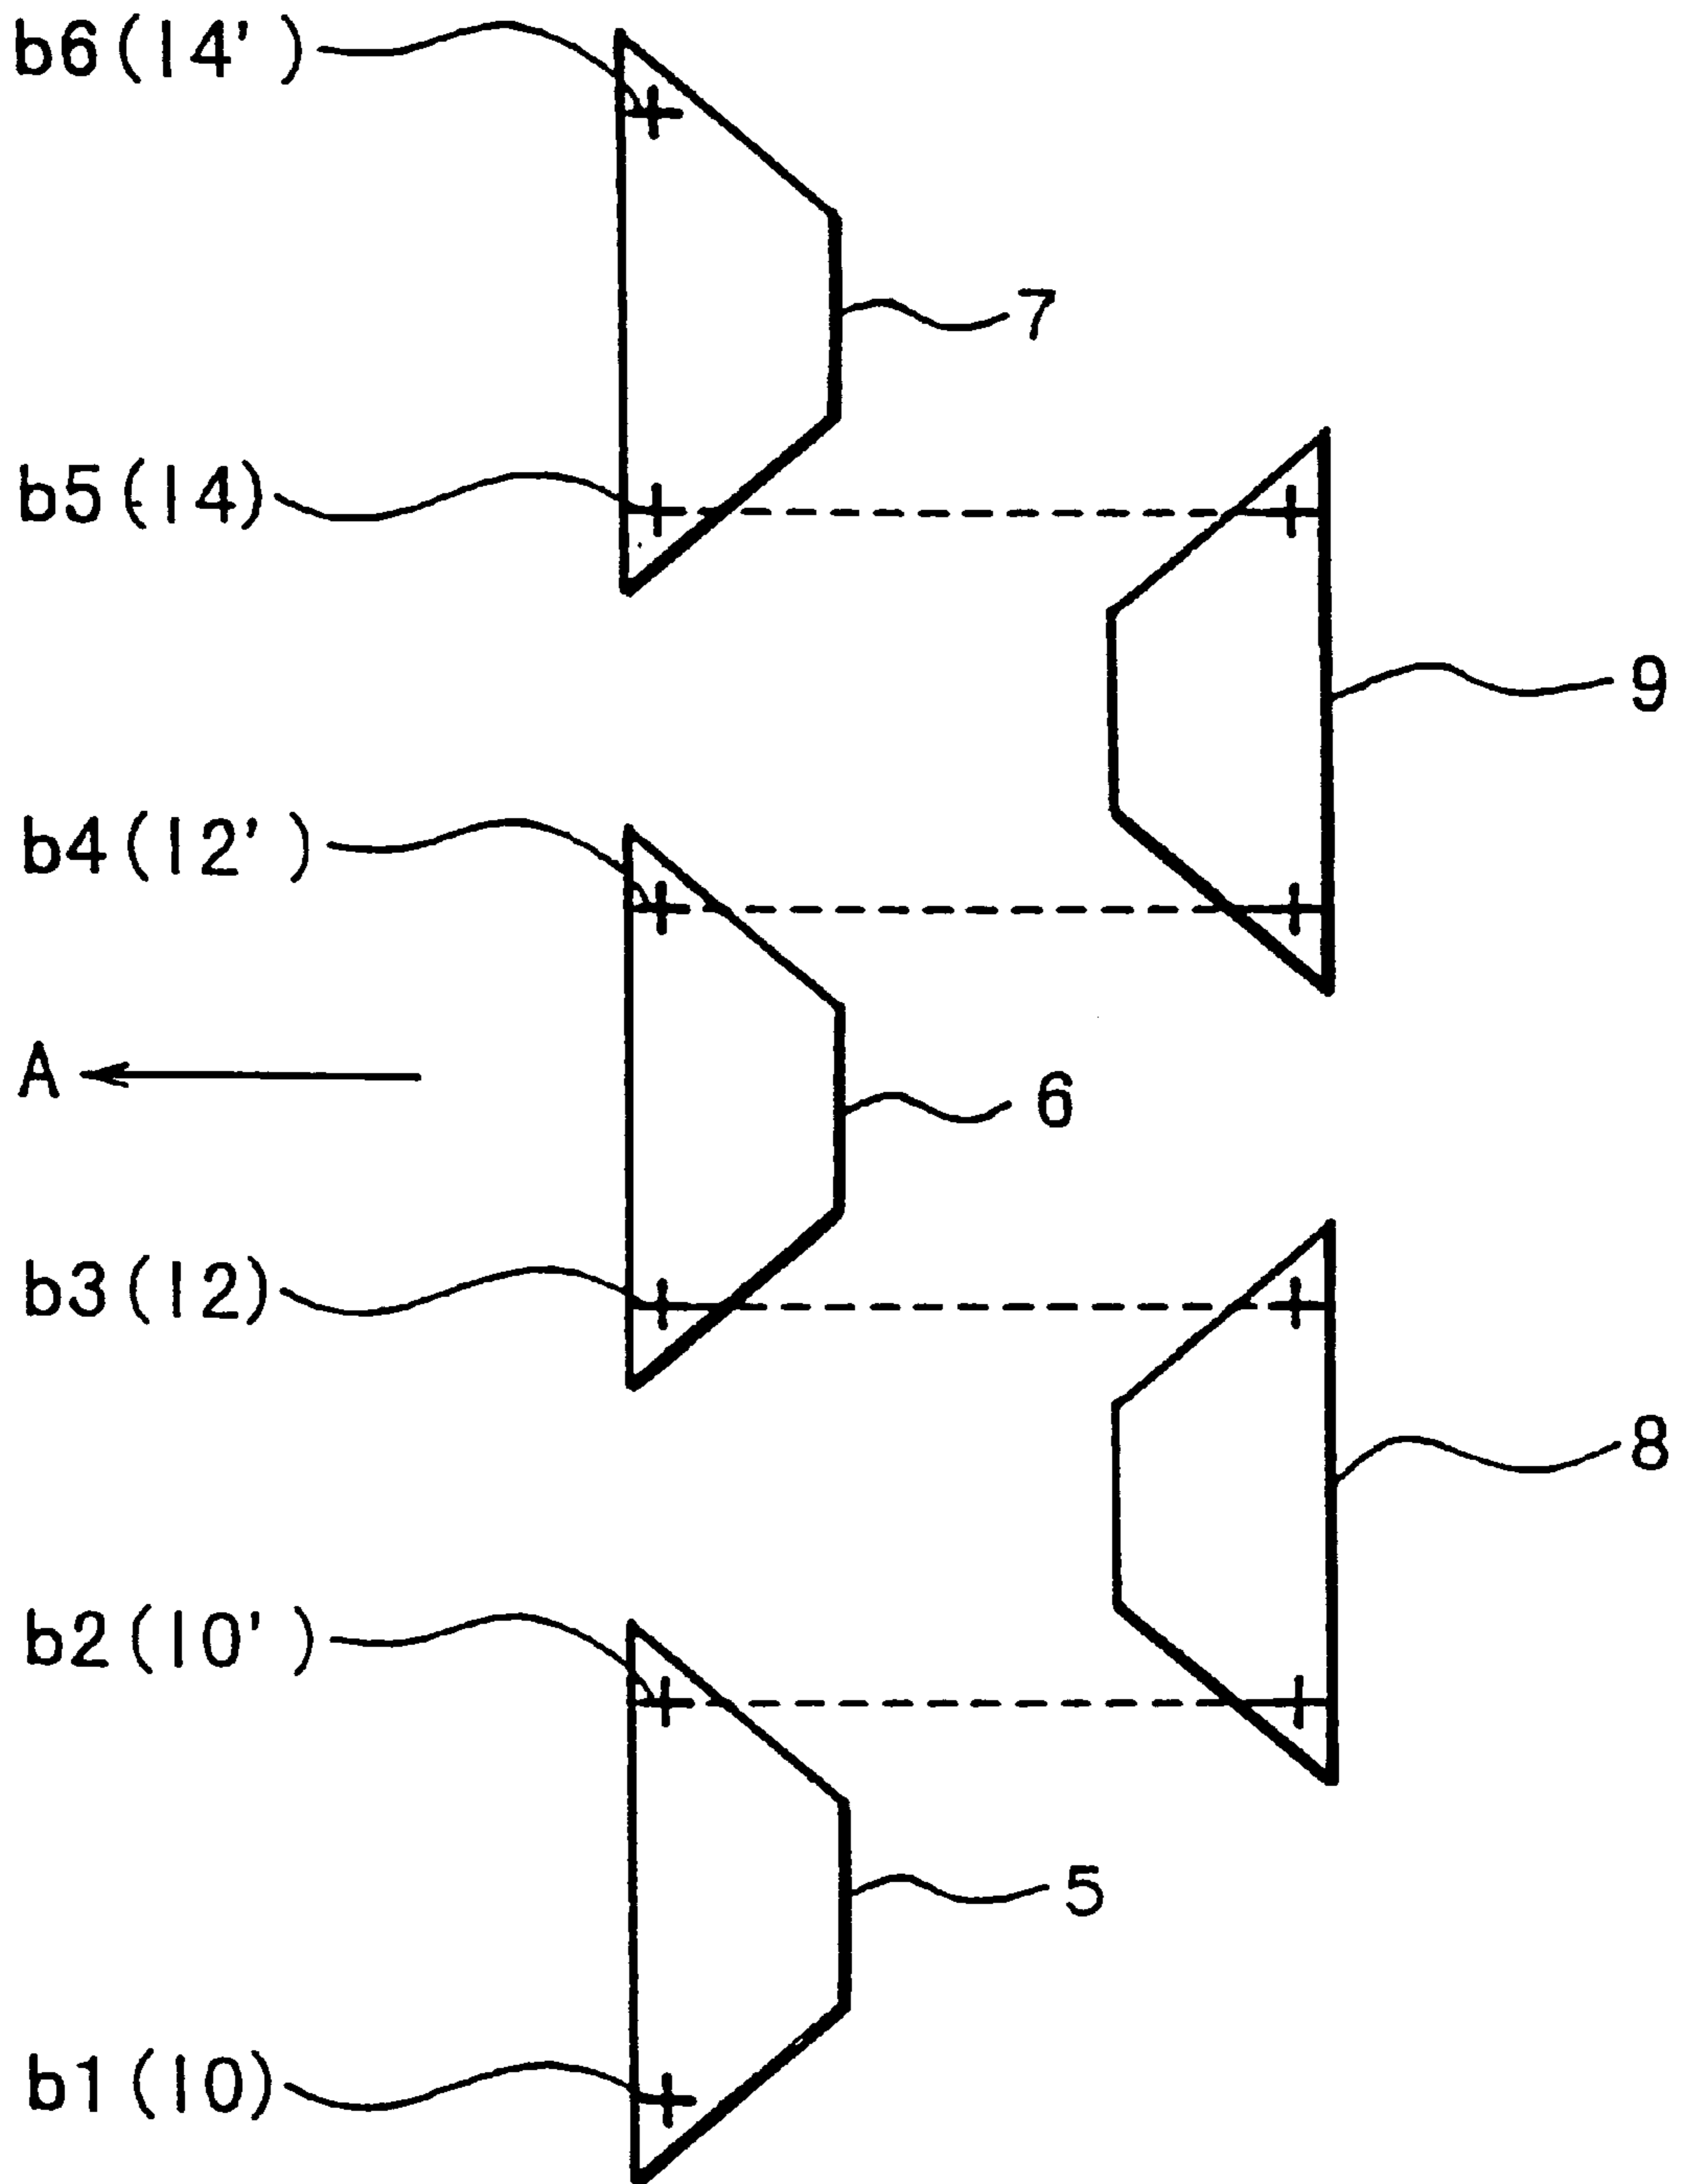 b6(14')
7
b5(14)
9
b4(12')
A
6
b3(12)
8
b2(10')
5
b1(10)